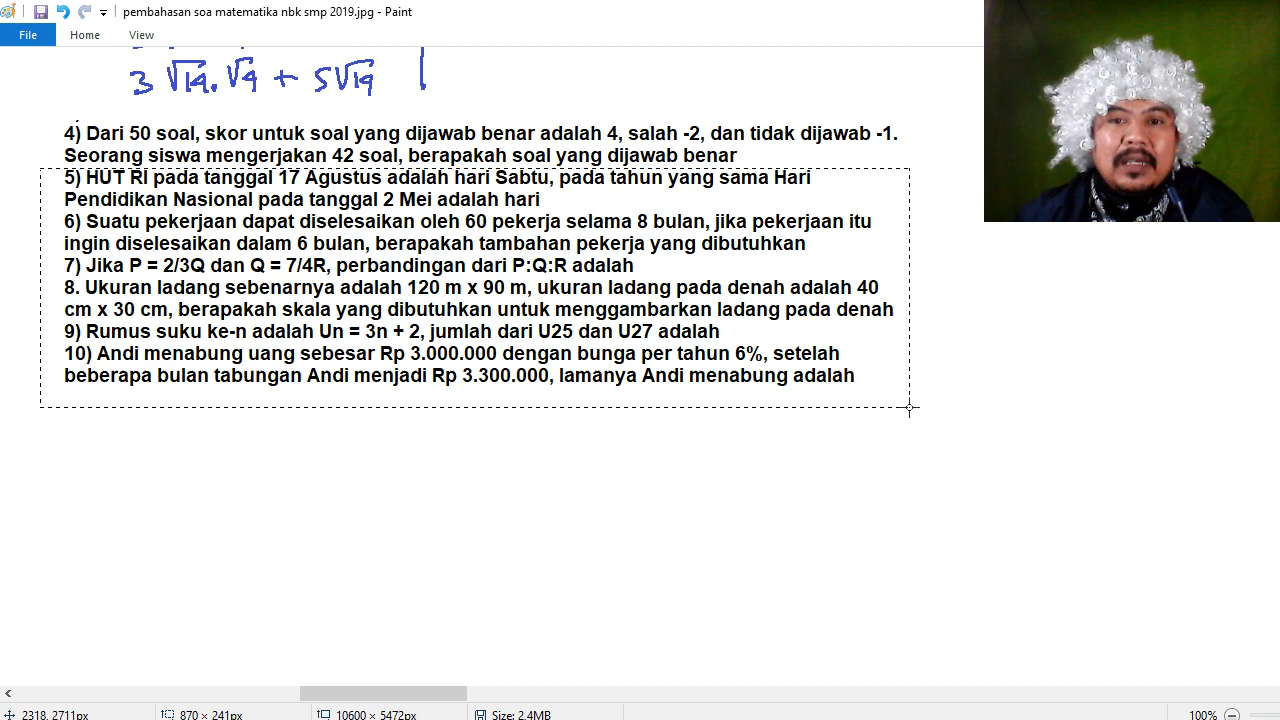 pembahasan soa matematika nbk smp 2019.jpg - Paint
File Home View
3 √14 . √4 + 5√14
4) Dari 50 soal, skor untuk soal yang dijawab benar adalah 4, salah -2, dan tidak dijawab -1.
Seorang siswa mengerjakan 42 soal, berapakah soal yang dijawab benar
5) HUT RI pada tanggal 17 Agustus adalah hari Sabtu, pada tahun yang sama Hari
Pendidikan Nasional pada tanggal 2 Mei adalah hari
6) Suatu pekerjaan dapat diselesaikan oleh 60 pekerja selama 8 bulan, jika pekerjaan itu
ingin diselesaikan dalam 6 bulan, berapakah tambahan pekerja yang dibutuhkan
7) Jika P = 2/3Q dan Q = 7/4R, perbandingan dari P:Q:R adalah
8. Ukuran ladang sebenarnya adalah 120 m x 90 m, ukuran ladang pada denah adalah 40
cm x 30 cm, berapakah skala yang dibutuhkan untuk menggambarkan ladang pada denah
9) Rumus suku ke-n adalah Un = 3n + 2, jumlah dari U25 dan U27 adalah
10) Andi menabung uang sebesar Rp 3.000.000 dengan bunga per tahun 6%, setelah
beberapa bulan tabungan Andi menjadi Rp 3.300.000, lamanya Andi menabung adalah
2318, 2711px 870 × 241px 10600 × 5472px Size: 2.4MB 100%